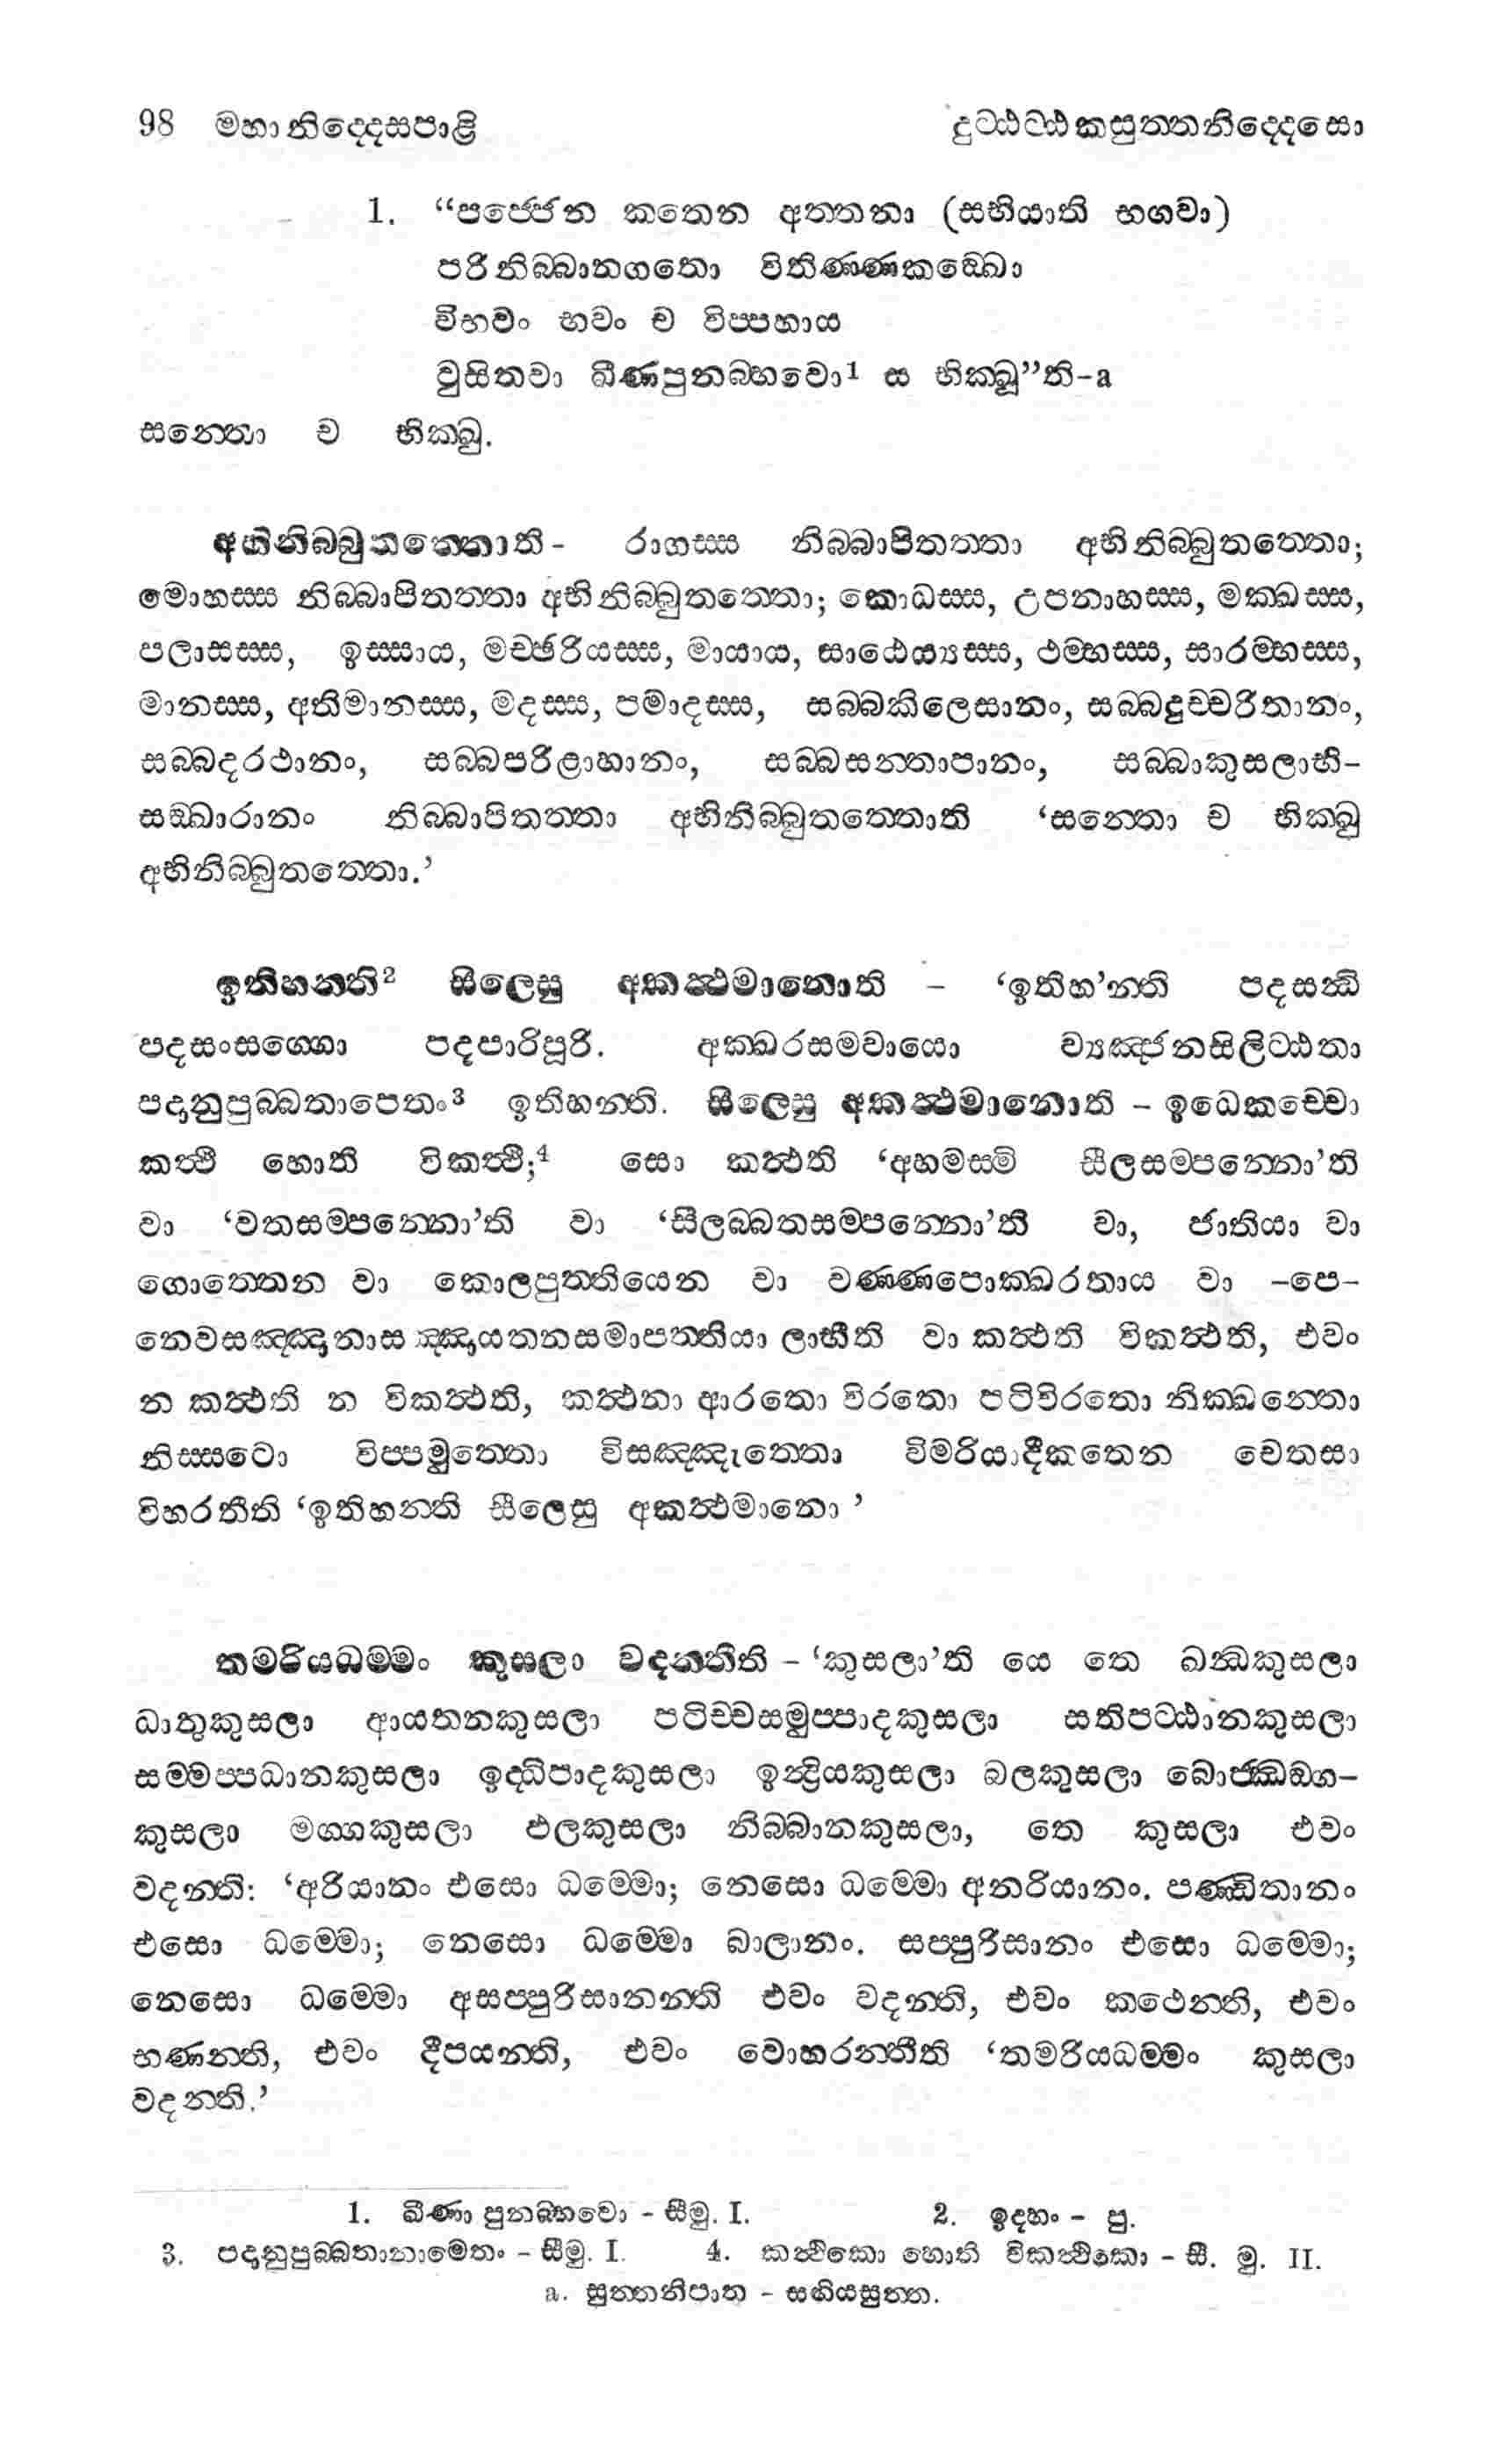 98 මහානිද්දෙසපාළි දුට්ඨට්ඨකසුත්තනිද්දෙසො
1. “පජ්ජෙන කතෙන අත්තනා (සභියාති භගවා)
පරිනිබ්බානගතො විතිණ්ණකඞ්ඛො
විභවං භවං ච විප්පහාය
වුසිතවා ඛීණපුනබ්භවො1 ස භික්ඛූ”ති-a
සන්තො ච භික්ඛු.
අභිනිබ්බුතත්තොති- රාගස්ස නිබ්බාපිතත්තා අභිනිබ්බුතත්තො;
මොහස්ස නිබ්බාපිතත්තා අභිනිබ්බුතත්තො; කොධස්ස, උපනාහස්ස, මක්ඛස්ස,
පලාසස්ස, ඉස්සාය, මච්ඡරියස්ස, මායාය, සාඨෙය්‍යස්ස, ථම්භස්ස, සාරම්භස්ස,
මානස්ස, අතිමානස්ස, මදස්ස, පමාදස්ස, සබ්බකිලෙසානං, සබ්බදුච්චරිතානං,
සබ්බදරථානං, සබ්බපරිළාහානං, සබ්බසන්තාපානං, සබ්බාකුසලාභි-
සඞ්ඛාරානං නිබ්බාපිතත්තා අභිනිබ්බුතත්තොති ‘සන්තො ච භික්ඛු
අභිනිබ්බුතත්තො.’
ඉතිහන්ති2 සීලෙසු අකත්ථමානොති – ‘ඉතිහ’න්ති පදසන්ධි
පදසංසග්ගො පදපාරිපූරි. අක්ඛරසමවායො ව්‍යඤ්ජනසිලිට්ඨතා
පදානුපුබ්බතාපෙතං3 ඉතිහන්ති. සීලෙසු අකත්ථමානොති – ඉධෙකච්චො
කත්ථී හොති විකත්ථී;4 සො කත්ථති ‘අහමස්මි සීලසම්පන්නො’ති
වා ‘වතසම්පන්නො’ති වා ‘සීලබ්බතසම්පන්නො’ති වා, ජාතියා වා
ගොත්තෙන වා කොලපුත්තියෙන වා වණ්ණපොක්ඛරතාය වා –පෙ–
නෙවසඤ්ඤානාසඤ්ඤායතනසමාපත්තියා ලාභීති වා කත්ථති විකත්ථති, එවං
න කත්ථති න විකත්ථති, කත්ථනා ආරතො විරතො පටිවිරතො නික්ඛන්තො
නිස්සටො විප්පමුත්තො විසඤ්ඤුත්තො විමරියාදීකතෙන චෙතසා
විහරතීති ‘ඉතිහන්ති සීලෙසු අකත්ථමානො ’
තමරියධම්මං කුසලා වදන්තීති – ‘කුසලා’ති යෙ තෙ ඛන්ධකුසලා
ධාතුකුසලා ආයතනකුසලා පටිච්චසමුප්පාදකුසලා සතිපට්ඨානකුසලා
සම්මප්පධානකුසලා ඉද්ධිපාදකුසලා ඉන්ද්‍රියකුසලා බලකුසලා බොජ්ඣඞ්ග–
කුසලා මග්ගකුසලා ඵලකුසලා නිබ්බානකුසලා, තෙ කුසලා එවං
වදන්ති: ‘අරියානං එසො ධම්මො; නෙසො ධම්මො අනරියානං. පණ්ඩිතානං
එසො ධම්මො; නෙසො ධම්මො බාලානං. සප්පුරිසානං එසො ධම්මො;
නෙසො ධම්මො අසප්පුරිසානන්ති එවං වදන්ති, එවං කථෙන්ති, එවං
භණන්ති, එවං දීපයන්ති, එවං වොහරන්තීති ‘තමරියධම්මං කුසලා
වදන්ති.’
1. ඛීණා පුනබ්භවො - සීමු. I. 2. ඉදහං – පු.
3. පදානුපුබ්බතානාමෙතං – සීමු. I. 4. කත්ථිකො හොති විකත්ථිකො – සී. මු. II.
a. සුත්තනිපාත – සභියසුත්ත.